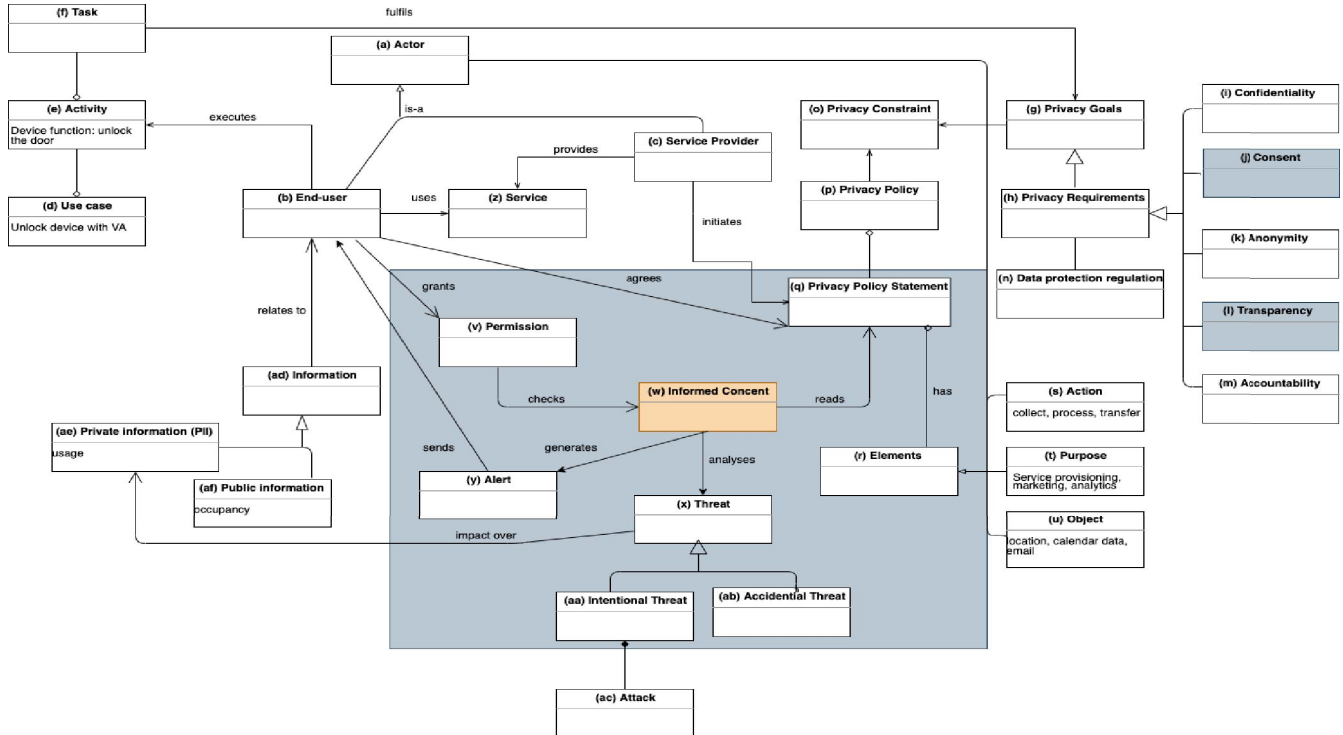 (f) Task
fulfils
(a) Actor
(i) Confidentiality
(e) Activity
Device function: unlock
the door
executes
is-a
(o) Privacy Constraint
(g) Privacy Goals
(c) Service Provider
provides
(j) Consent
(d) Use case
Unlock device with VA
(b) End-user
uses
(z) Service
initiates
(p) Privacy Policy
(h) Privacy Requirements
(k) Anonymity
agrees
(n) Data protection regulation
grants
(q) Privacy Policy Statement
relates to
(v) Permission
(l) Transparency
(ad) Information
checks
(w) Informed Concent
reads
has
(m) Accountability
(s) Action
collect, process, transfer
(ae) Private information (PII)
usage
sends
generates
analyses
(r) Elements
(t) Purpose
Service provisioning,
marketing, analytics
(af) Public information
occupancy
(y) Alert
(x) Threat
(u) Object
location, calendar data,
email
impact over
(aa) Intentional Threat
(ab) Accidential Threat
(ac) Attack